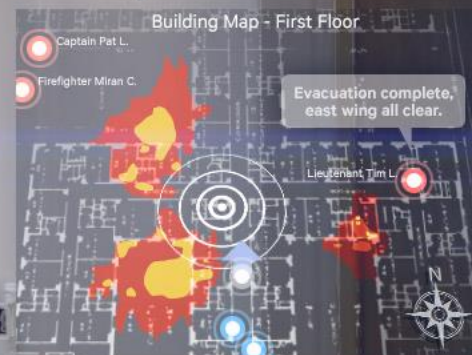 Building Map - First Floor
Captain Pat L.
Firefighter Miran C.
Evacuation complete,
east wing all clear.
Lieutenant Tim L.
N